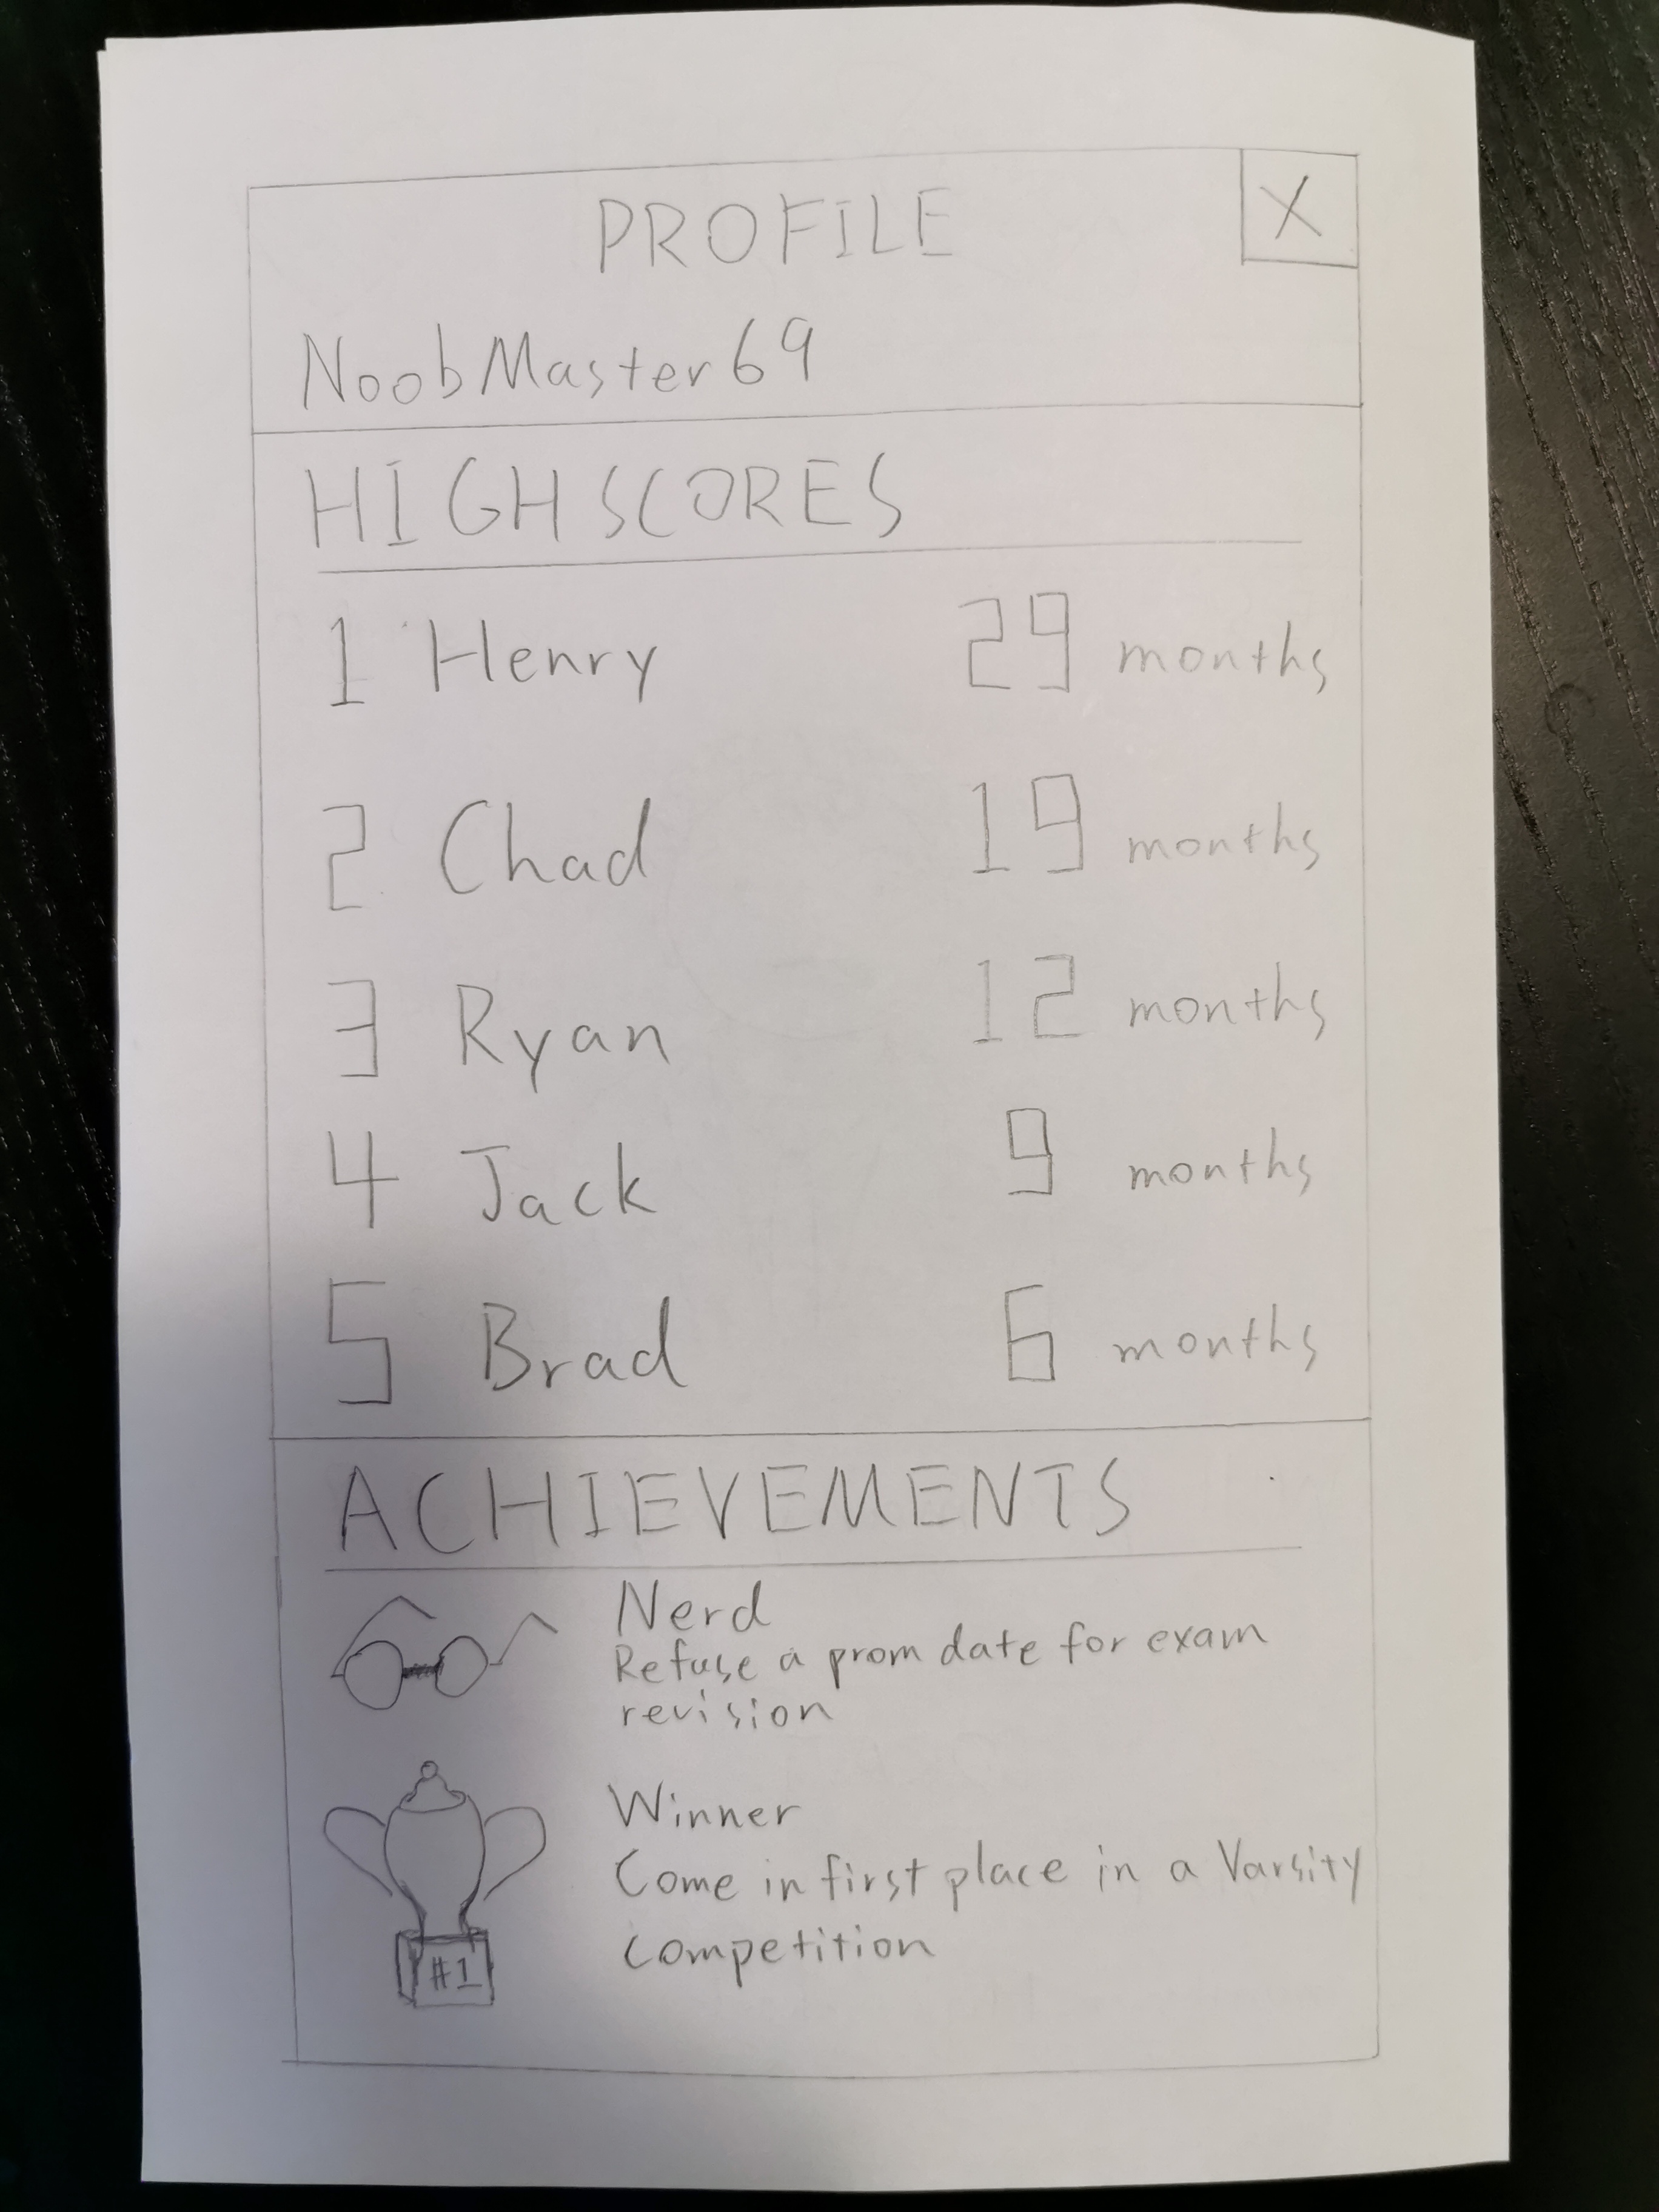 PROFILE
X
NoobMaster69
HIGHSCORES
1 Henry 29 months
2 Chad 19 months
3 Ryan 12 months
4 Jack 9 months
5 Brad 6 months
ACHIEVEMENTS
Nerd
Refuse a prom date for exam
revision
Winner
Come in first place in a Varsity
competition
#1